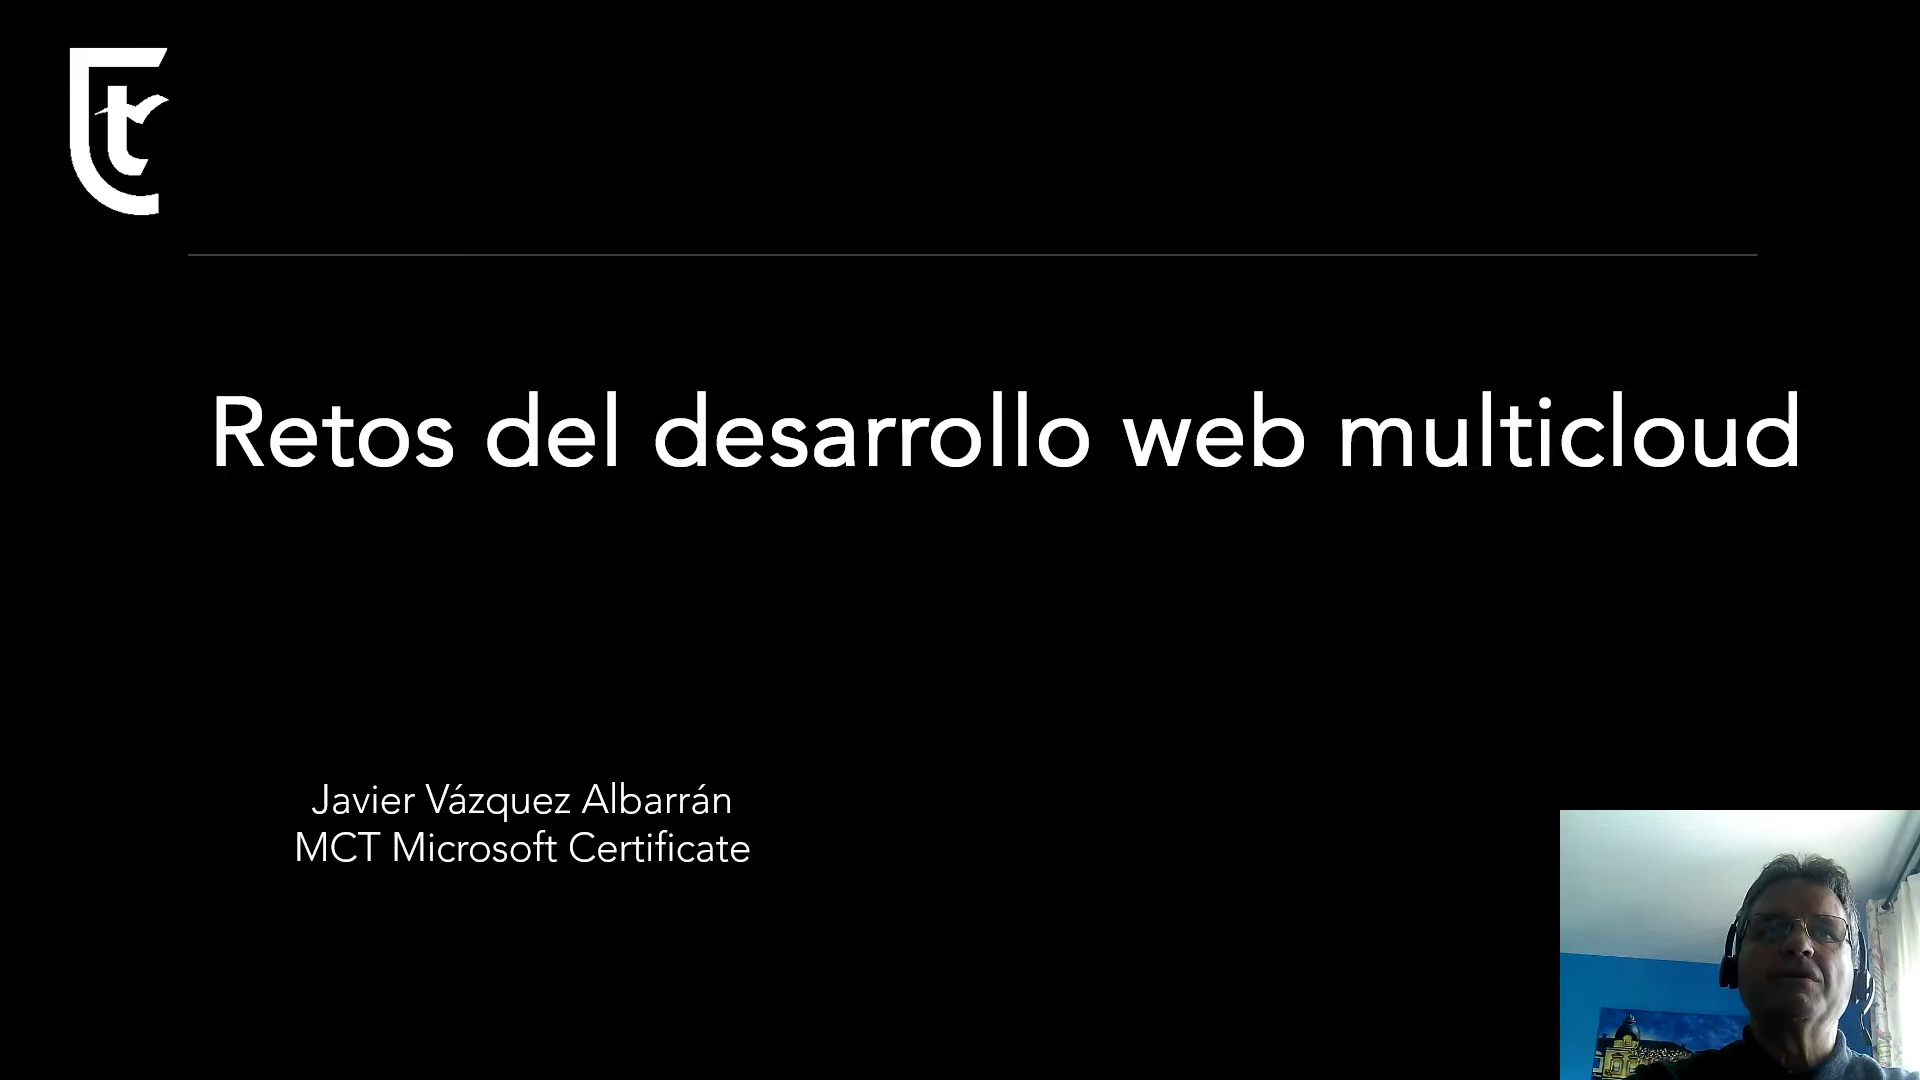 Retos del desarrollo web multicloud
Javier Vázquez Albarrán
MCT Microsoft Certificate